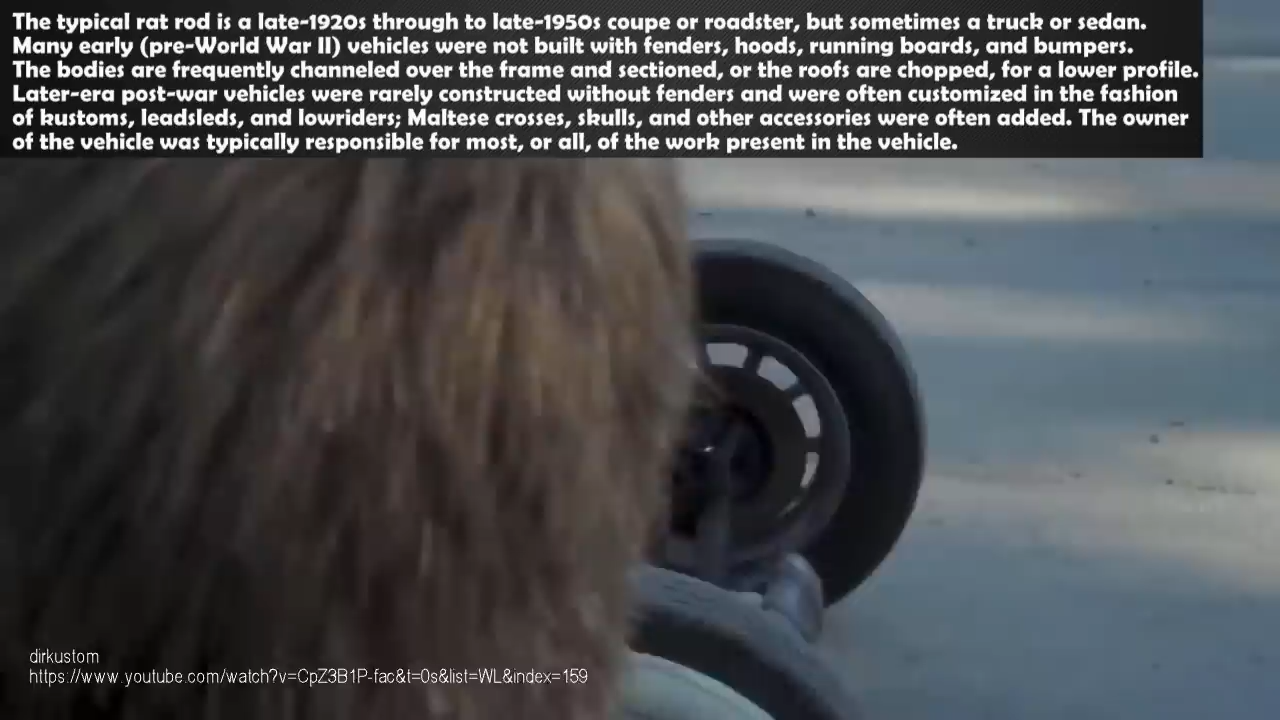 The typical rat rod is a late-1920s through to late-1950s coupe or roadster, but sometimes a truck or sedan.
Many early (pre-World War II) vehicles were not built with fenders, hoods, running boards, and bumpers.
The bodies are frequently channeled over the frame and sectioned, or the roofs are chopped, for a lower profile.
Later-era post-war vehicles were rarely constructed without fenders and were often customized in the fashion
of kustoms, leadsleds, and lowriders; Maltese crosses, skulls, and other accessories were often added. The owner
of the vehicle was typically responsible for most, or all, of the work present in the vehicle.
dirkustom
https://www.youtube.com/watch?v=CpZ3B1P-fac&t=0s&list=WL&index=159